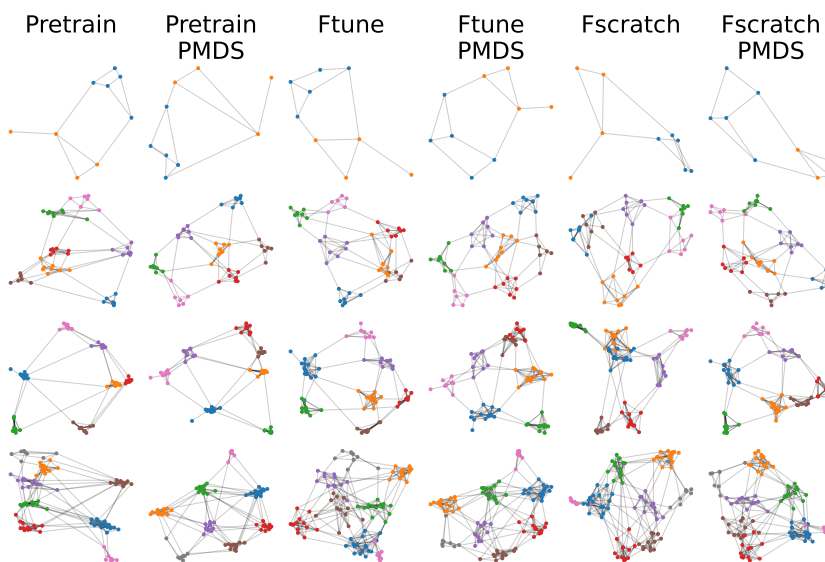 Pretrain
Pretrain
PMDS
Ftune
Ftune
PMDS
Fscratch
Fscratch
PMDS